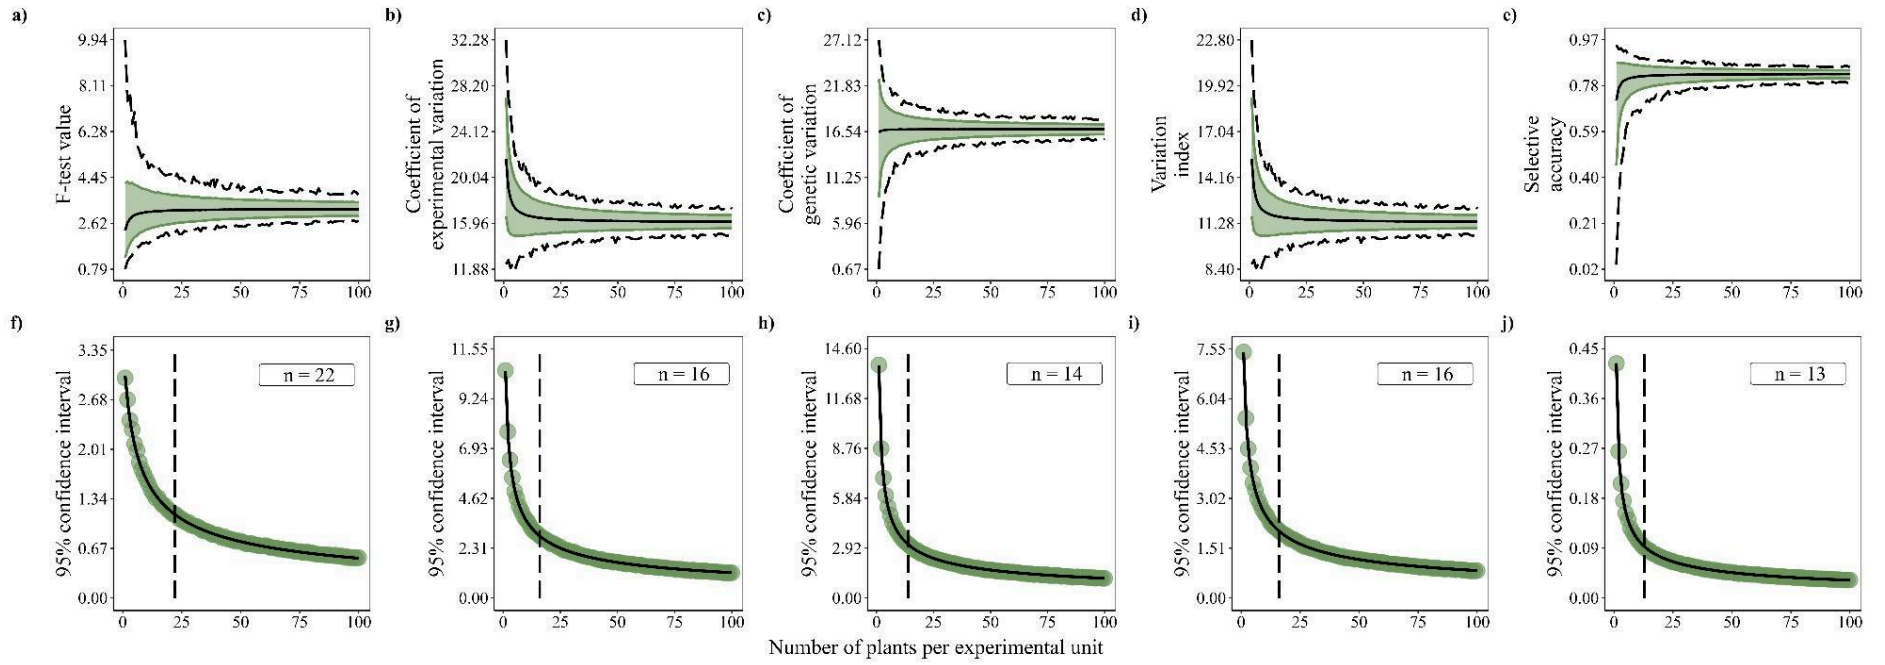 a)
F-test value
9.94
8.11
6.28
4.45
2.62
0.79
0 25 50 75 100
b)
Coefficient of
experimental variation
32.28
28.20
24.12
20.04
15.96
11.88
0 25 50 75 100
c)
Coefficient of
genetic variation
27.12
21.83
16.54
11.25
5.96
0.67
0 25 50 75 100
d)
Variation
index
22.80
19.92
17.04
14.16
11.28
8.40
0 25 50 75 100
e)
Selective
accuracy
0.97
0.78
0.59
0.40
0.21
0.02
0 25 50 75 100
f)
95% confidence interval
3.35
2.68
2.01
1.34
0.67
0.00
n = 22
0 25 50 75 100
g)
95% confidence interval
11.55
9.24
6.93
4.62
2.31
0.00
n = 16
0 25 50 75 100
h)
95% confidence interval
14.60
11.68
8.76
5.84
2.92
0.00
n = 14
0 25 50 75 100
i)
95% confidence interval
7.55
6.04
4.53
3.02
1.51
0.00
n = 16
0 25 50 75 100
j)
95% confidence interval
0.45
0.36
0.27
0.18
0.09
0.00
n = 13
0 25 50 75 100
Number of plants per experimental unit